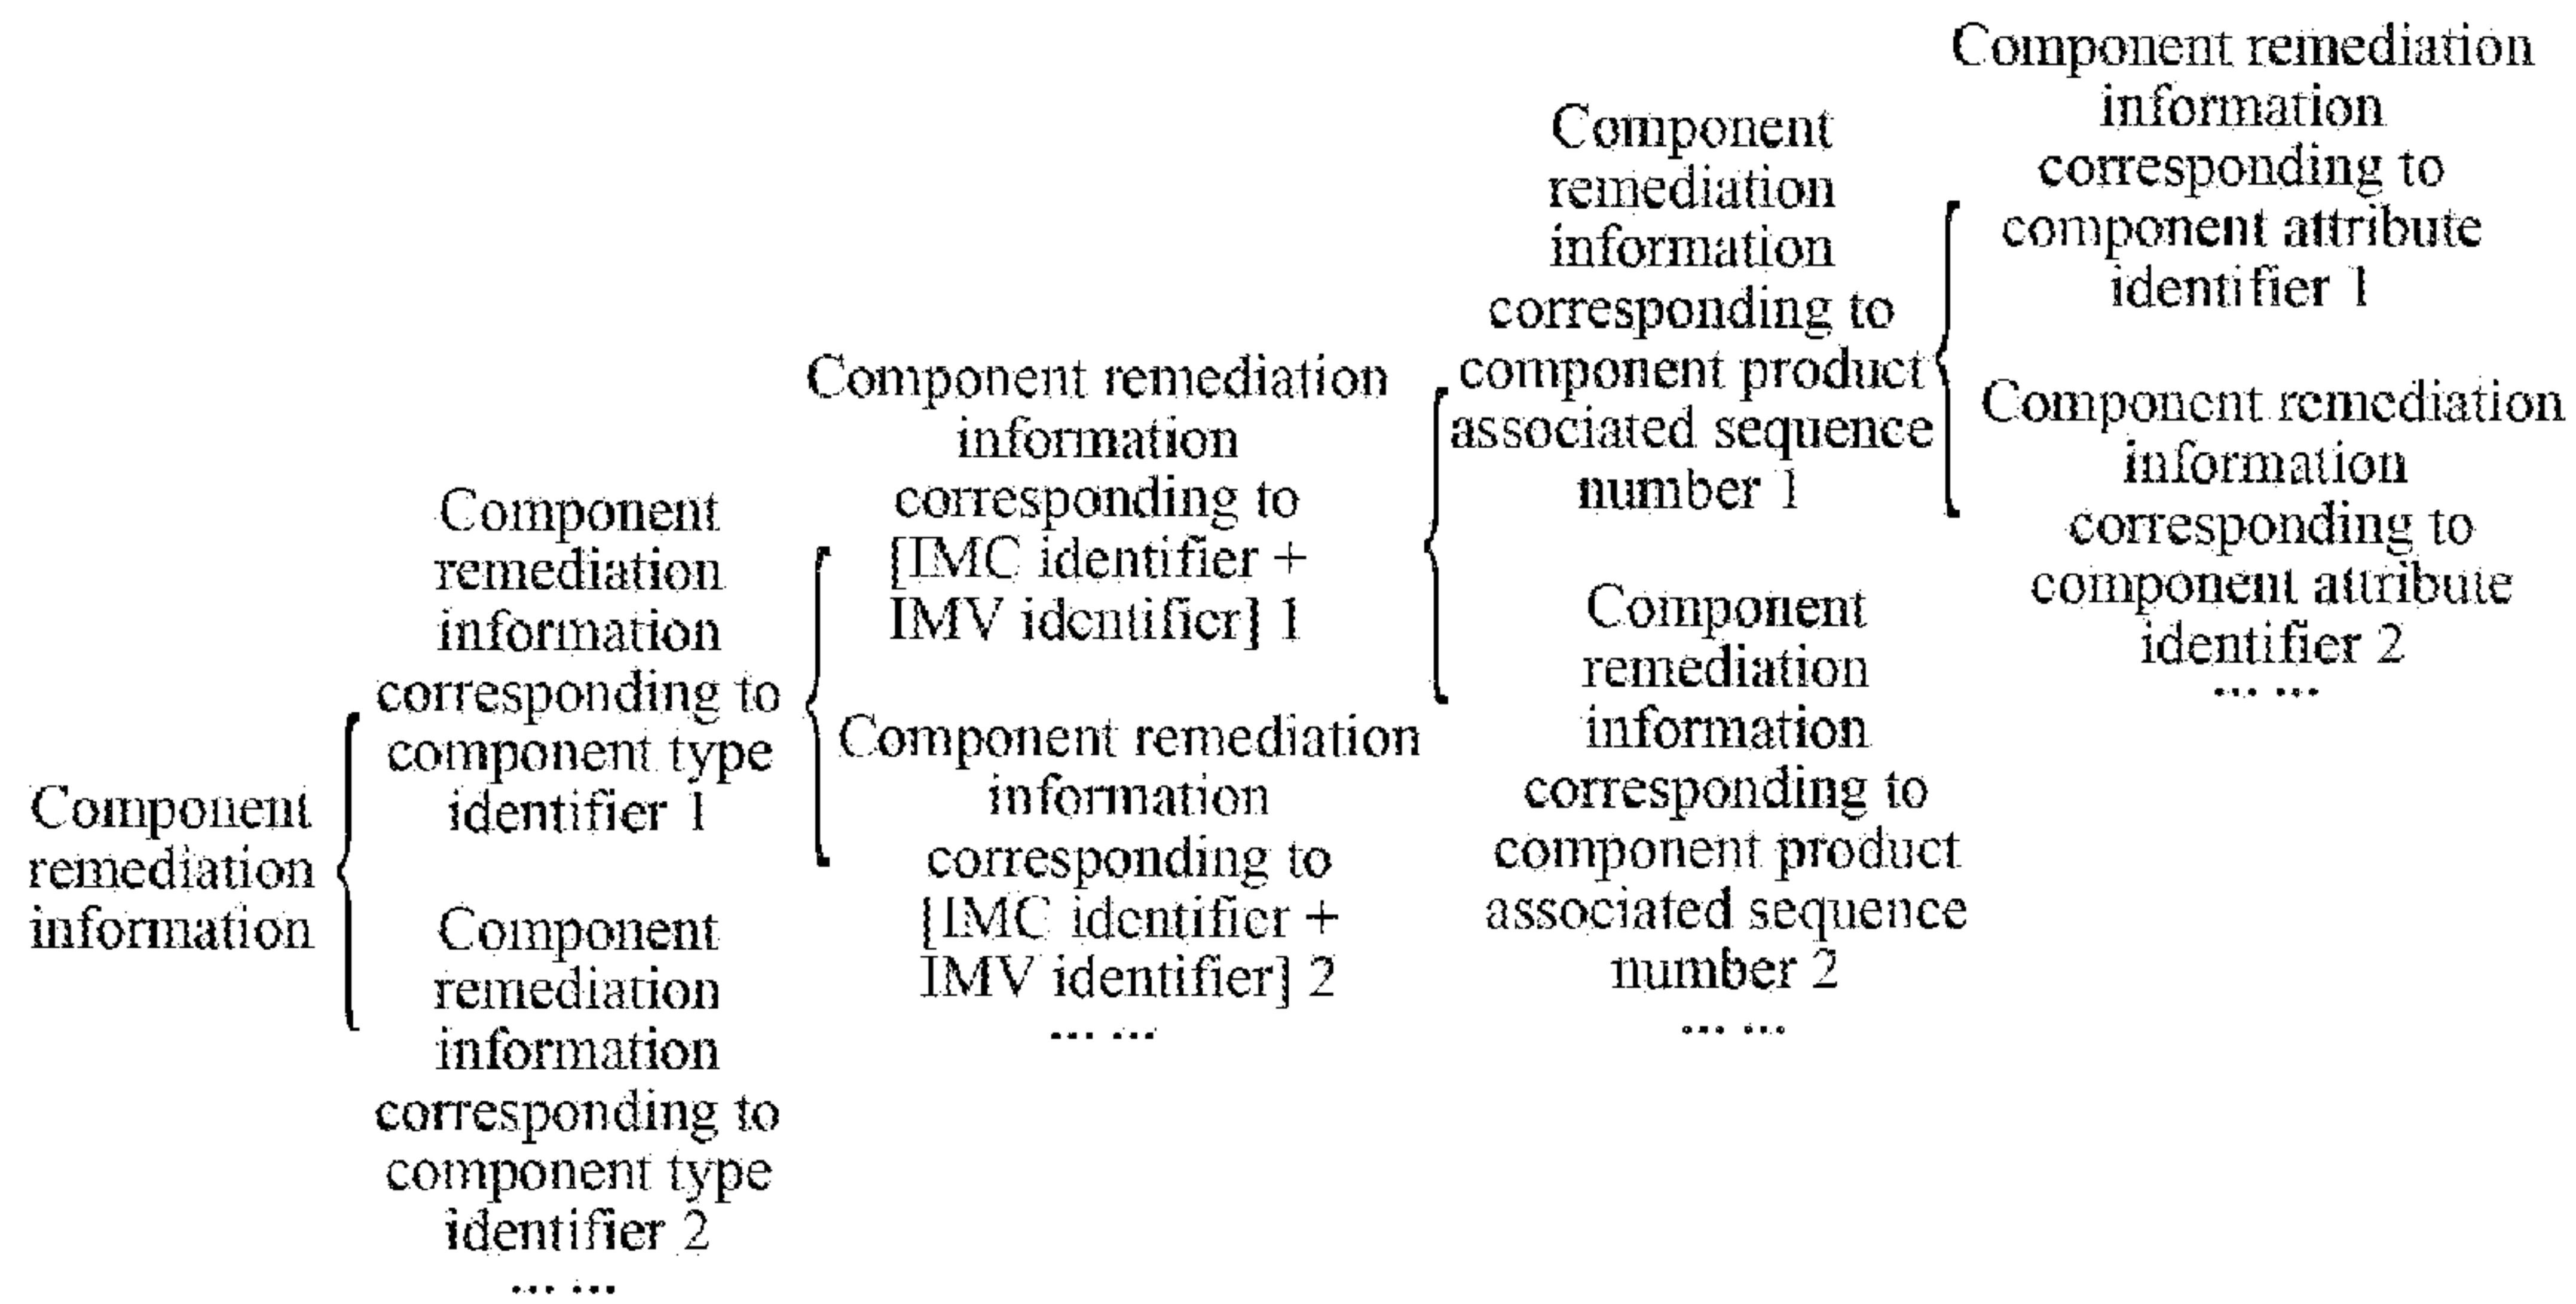 Component
remediation
information
Component
remediation
information
corresponding to
component type
identifier 1
Component
remediation
information
corresponding to
component type
identifier 2
... ...
Component remediation
information
corresponding to
[IMC identifier +
IMV identifier] 1
Component remediation
information
corresponding to
[IMC identifier +
IMV identifier] 2
... ...
Component
remediation
information
corresponding to
component product
associated sequence
number 1
Component
remediation
information
corresponding to
component product
associated sequence
number 2
... ...
Component remediation
information
corresponding to
component attribute
identifier 1
Component remediation
information
corresponding to
component attribute
identifier 2
... ...